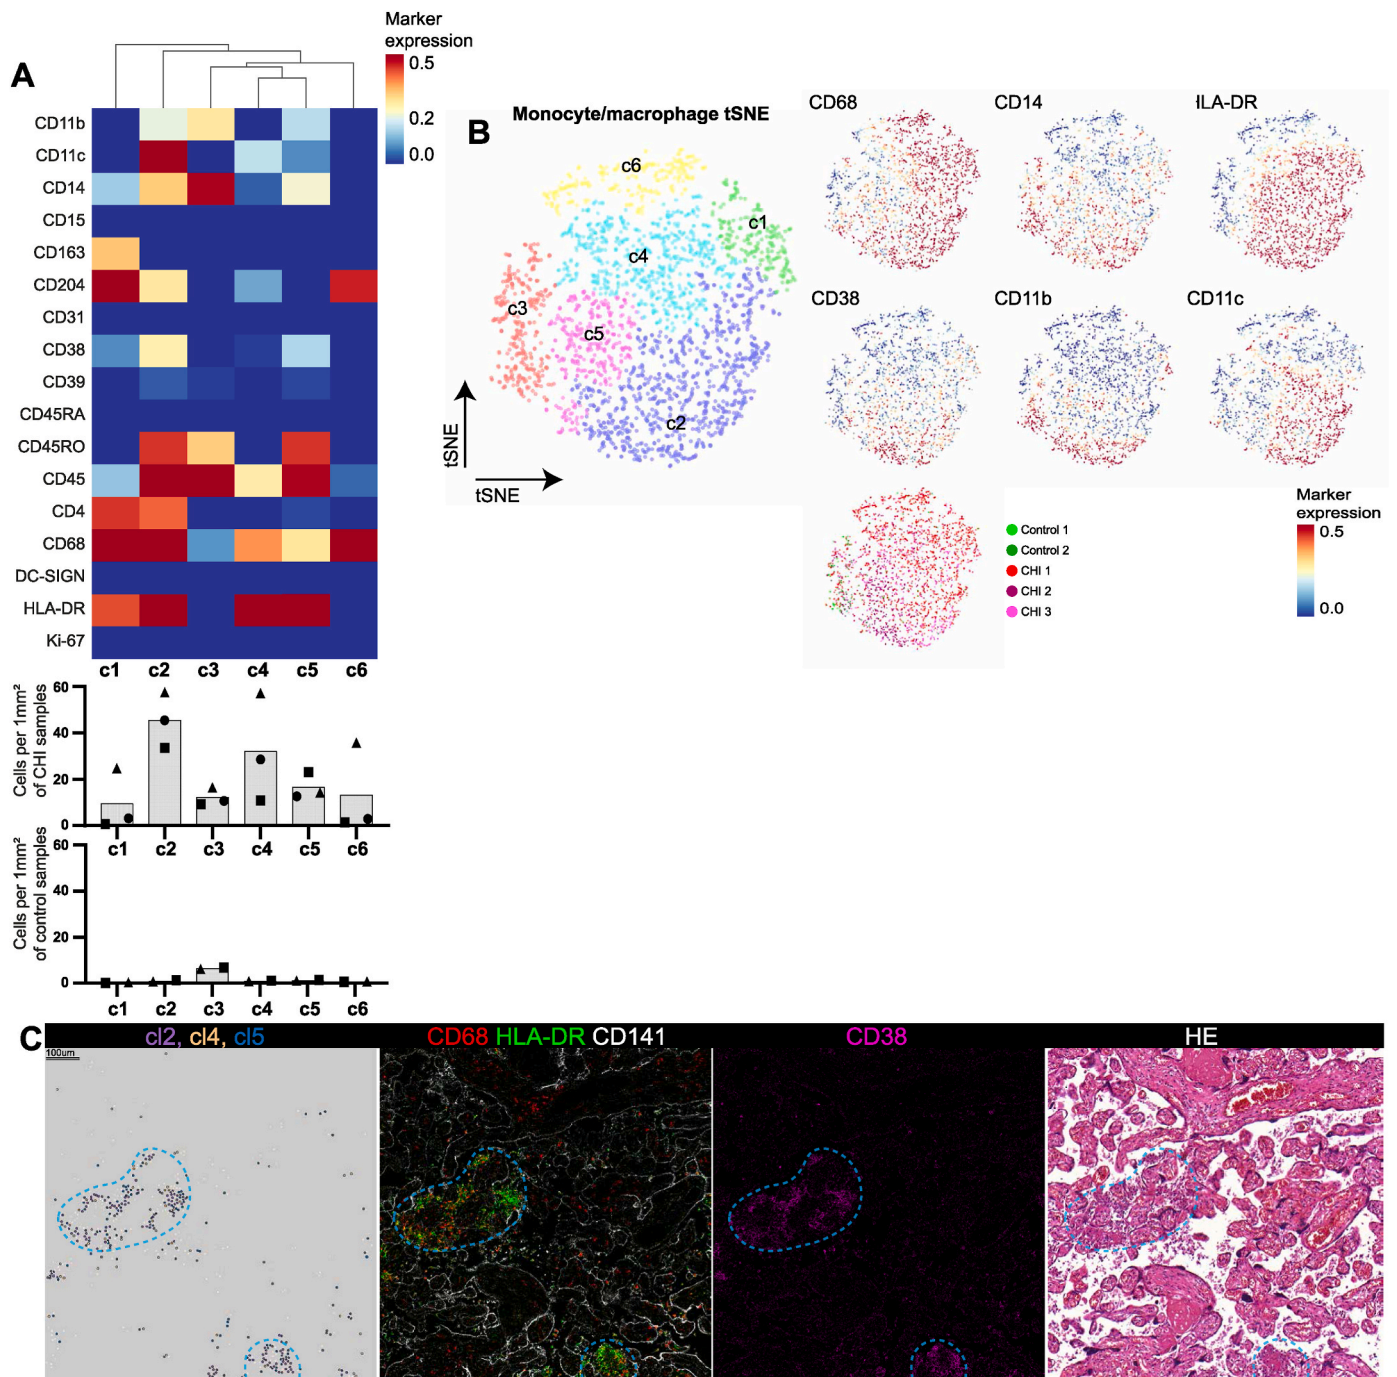 A
Marker
expression
0.5
0.2
0.0
CD11b
CD11c
CD14
CD15
CD163
CD204
CD31
CD38
CD39
CD45RA
CD45RO
CD45
CD4
CD68
DC-SIGN
HLA-DR
Ki-67
c1 c2 c3 c4 c5 c6
Cells per 1mm²
of CHI samples
60
40
20
0
c1 c2 c3 c4 c5 c6
Cells per 1mm²
of control samples
60
40
20
0
c1 c2 c3 c4 c5 c6
B
Monocyte/macrophage tSNE
c6
c1
c4
c3
c5
c2
tSNE
tSNE
CD68 CD14 HLA-DR
CD38 CD11b CD11c
Control 1
Control 2
CHI 1
CHI 2
CHI 3
Marker
expression
0.5
0.0
C
cl2, cl4, cl5
CD68 HLA-DR CD141
CD38
HE
100um